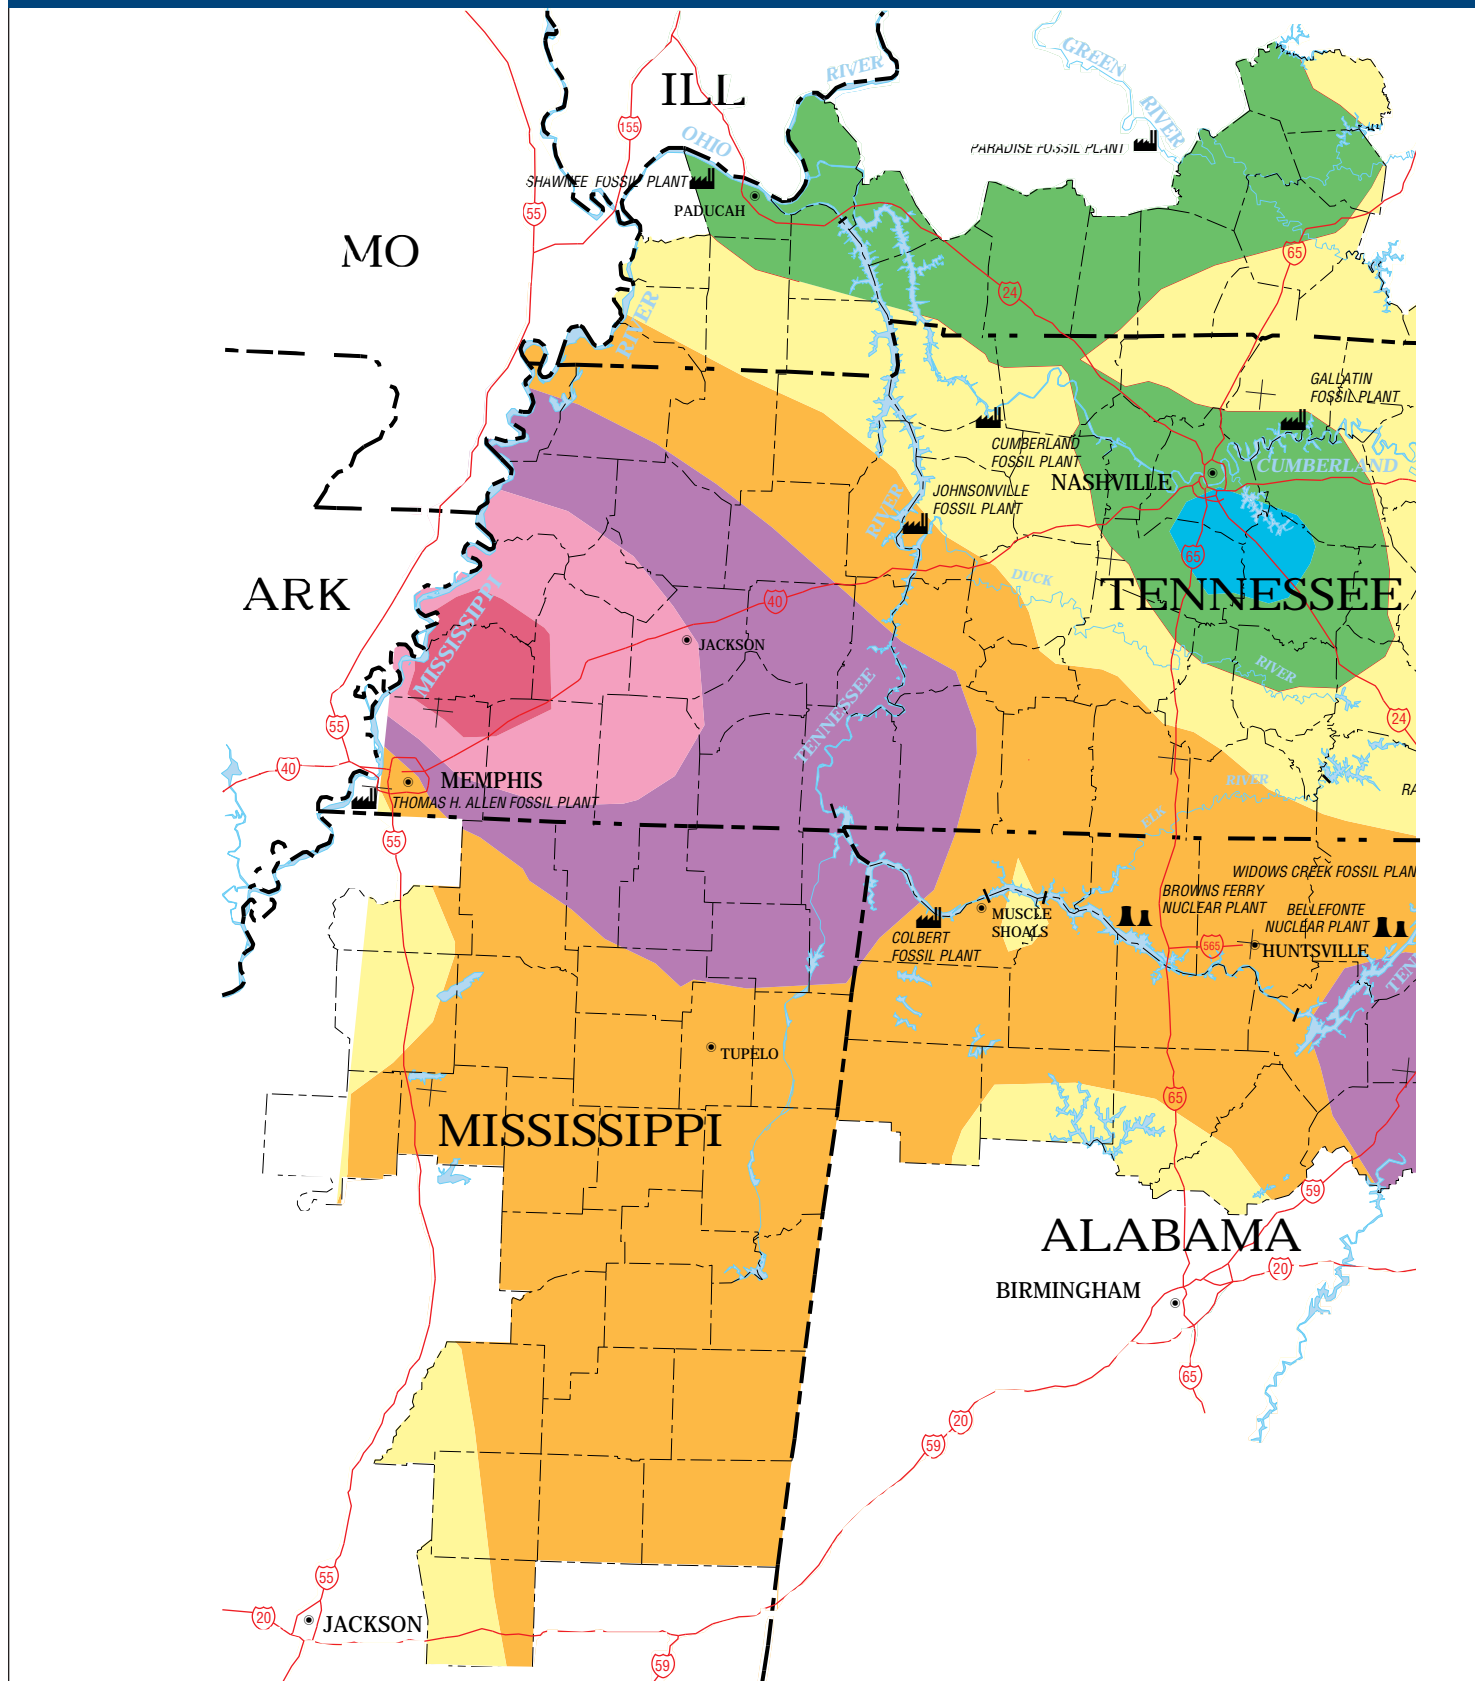 GREEN
RIVER
RIVER
ILL
155
OHIO
RIVER
PARADISE FOSSIL PLANT
SHAWNEE FOSSIL PLANT
PADUCAH
55
MO
65
24
RIVER
GALLATIN
FOSSIL PLANT
CUMBERLAND
FOSSIL PLANT
CUMBERLAND
NASHVILLE
JOHNSONVILLE
FOSSIL PLANT
RIVER
65
DUCK
ARK
TENNESSEE
MISSISSIPPI
40
JACKSON
RIVER
TENNESSEE
55
24
40
MEMPHIS
THOMAS H. ALLEN FOSSIL PLANT
RIVER
ELK
RA
55
WIDOWS CREEK FOSSIL PLAN
BROWNS FERRY
NUCLEAR PLANT
BELLEFONTE
NUCLEAR PLANT
MUSCLE
SHOALS
COLBERT
FOSSIL PLANT
565
HUNTSVILLE
TEN
TUPELO
65
MISSISSIPPI
59
ALABAMA
20
BIRMINGHAM
65
20
59
55
20
JACKSON
59